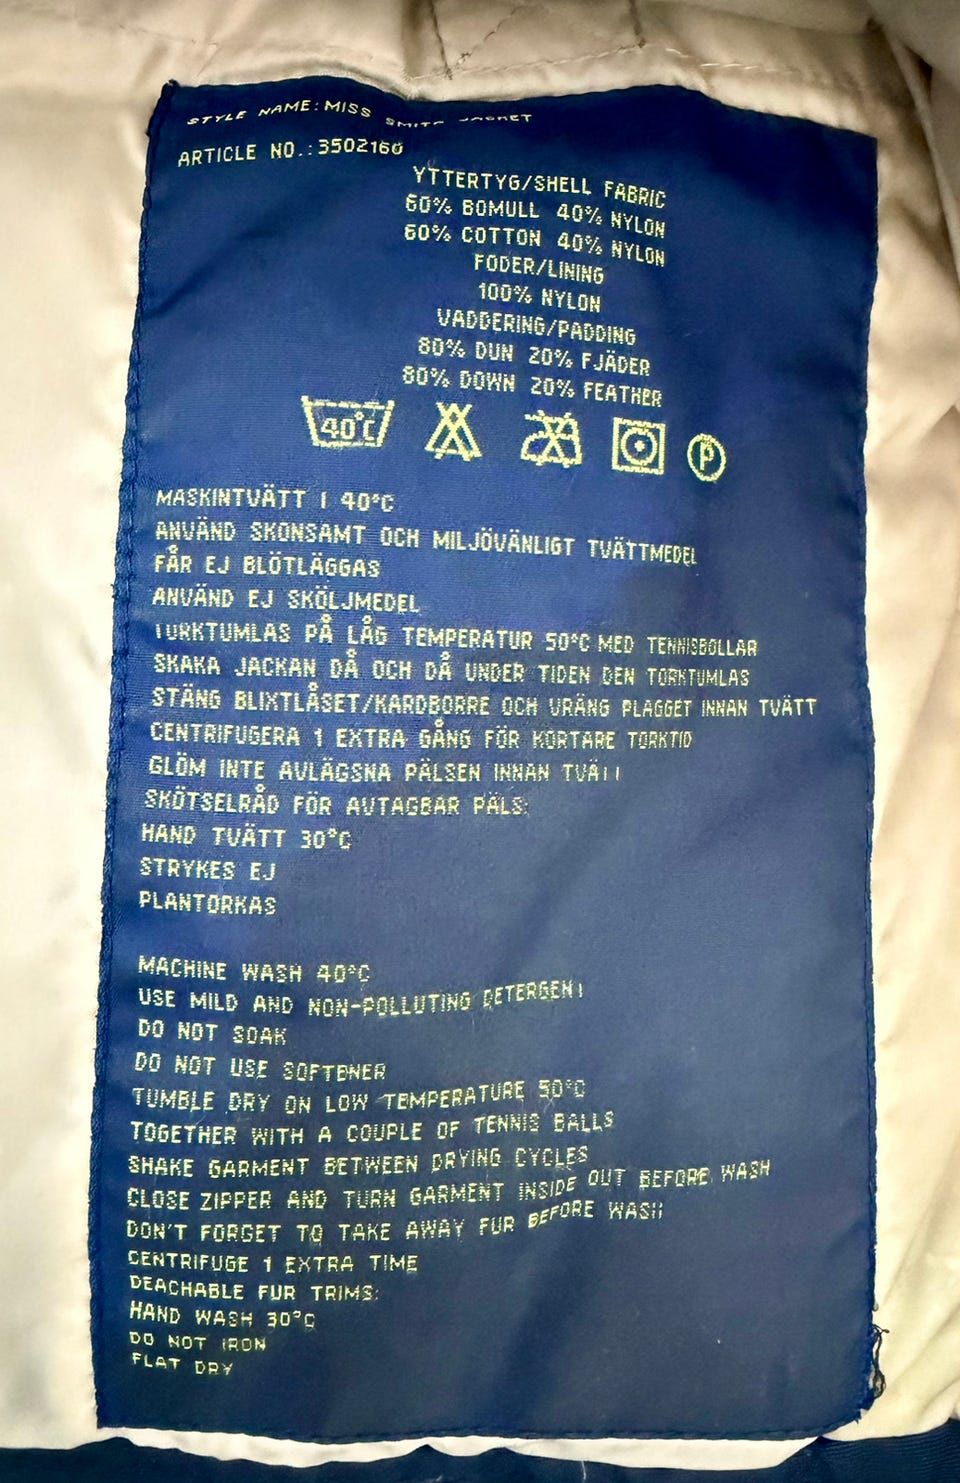 STYLE NAME: MISS SMITH JACKET
ARTICLE NO.: 3502160
YTTERTYG/SHELL FABRIC
60% BOMULL 40% NYLON
60% COTTON 40% NYLON
FODER/LINING
100% NYLON
VADDERING/PADDING
80% DUN 20% FJÄDER
80% DOWN 20% FEATHER
40°C P
MASKINTVÄTT I 40°C
ANVÄND SKONSAMT OCH MILJÖVÄNLIGT TVÄTTMEDEL
FÅR EJ BLÖTLÄGGAS
ANVÄND EJ SKÖLJMEDEL
TORKTUMLAS PÅ LÅG TEMPERATUR 50°C MED TENNISBOLLAR
SKAKA JACKAN DÅ OCH DÅ UNDER TIDEN DEN TORKTUMLAS
STÄNG BLIXTLÅSET/KARDBORRE OCH VRÄNG PLAGGET INNAN TVÄTT
CENTRIFUGERA 1 EXTRA GÅNG FÖR KORTARE TORKTID
GLÖM INTE AVLÄGSNA PÄLSEN INNAN TVÄTT
SKÖTSELRÅD FÖR AVTAGBAR PÄLS:
HAND TVÄTT 30°C
STRYKES EJ
PLANTORKAS
MACHINE WASH 40°C
USE MILD AND NON-POLLUTING DETERGENT
DO NOT SOAK
DO NOT USE SOFTENER
TUMBLE DRY ON LOW TEMPERATURE 50°C
TOGETHER WITH A COUPLE OF TENNIS BALLS
SHAKE GARMENT BETWEEN DRYING CYCLES
CLOSE ZIPPER AND TURN GARMENT INSIDE OUT BEFORE WASH
DON'T FORGET TO TAKE AWAY FUR BEFORE WASH
CENTRIFUGE 1 EXTRA TIME
DEACHABLE FUR TRIMS:
HAND WASH 30°C
DO NOT IRON
FLAT DRY